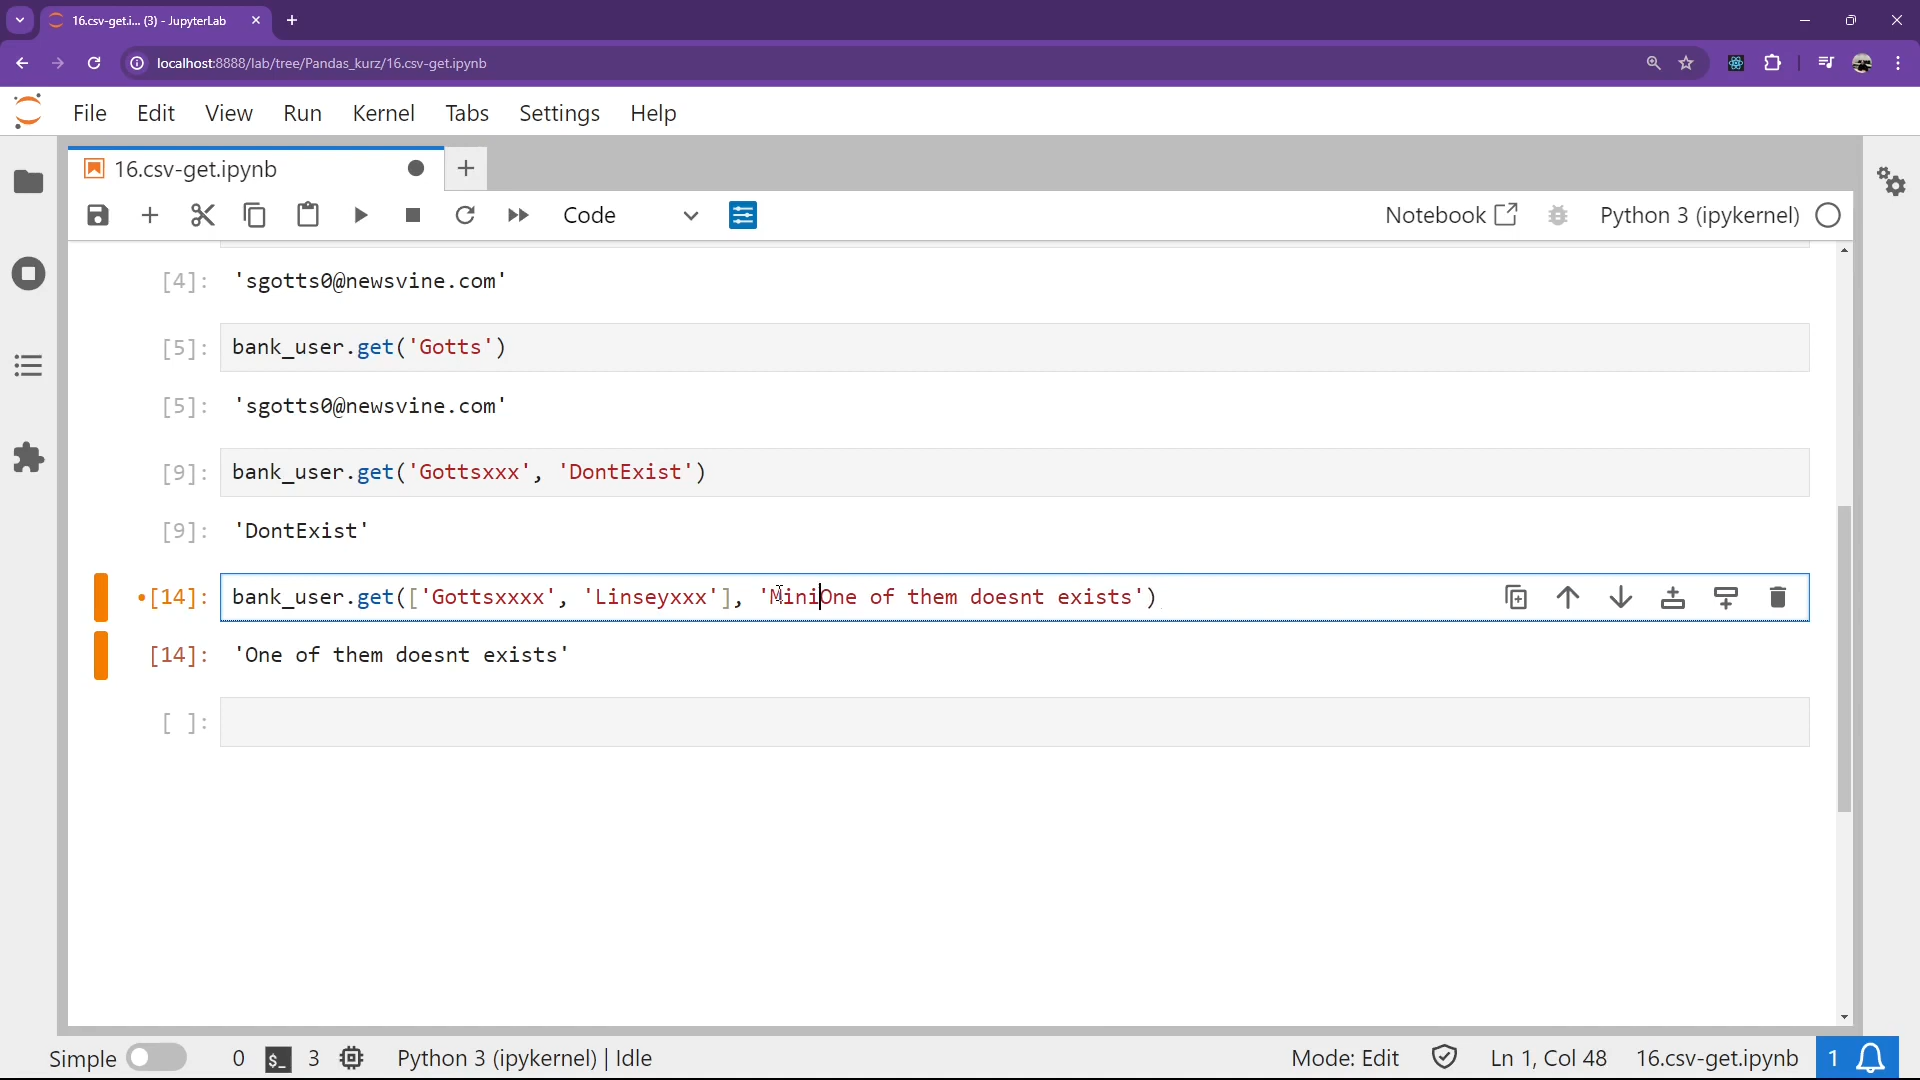 16.csv-get.i... (3) - JupyterLab
localhost:8888/lab/tree/Pandas_kurz/16.csv-get.ipynb
File Edit View Run Kernel Tabs Settings Help
16.csv-get.ipynb
Code Notebook Python 3 (ipykernel)
[4]: 'sgotts0@newsvine.com'
[5]: bank_user.get('Gotts')
[5]: 'sgotts0@newsvine.com'
[9]: bank_user.get('Gottsxxx', 'DontExist')
[9]: 'DontExist'
•[14]: bank_user.get(['Gottsxxxx', 'Linseyxxx'], 'MiniOne of them doesnt exists')
[14]: 'One of them doesnt exists'
[ ]:
Simple 0 $_ 3 Python 3 (ipykernel) | Idle Mode: Edit Ln 1, Col 48 16.csv-get.ipynb 1